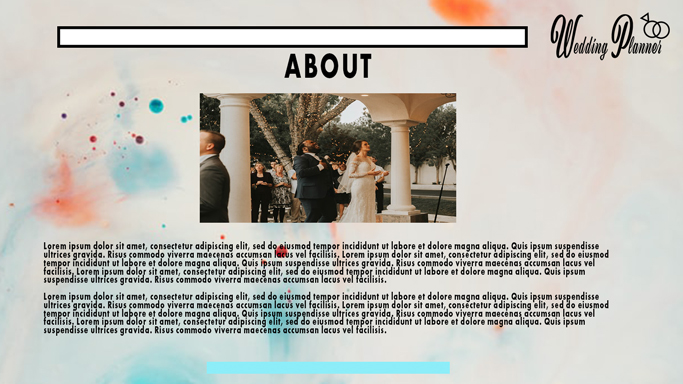 Wedding Planner
ABOUT
Lorem ipsum dolor sit amet, consectetur adipiscing elit, sed do eiusmod tempor incididunt ut labore et dolore magna aliqua. Quis ipsum suspendisse
ultrices gravida. Risus commodo viverra maecenas accumsan lacus vel facilisis, Lorem ipsum dolor sit amet, consectetur adipiscing elit, sed do eiusmod
tempor incididunt ut labore et dolore magna aliqua. Quis ipsum suspendisse ultrices gravida. Risus commodo viverra maecenas accumsan lacus vel
facilisis, Lorem ipsum dolor sit amet, consectetur adipiscing elit, sed do eiusmod tempor incididunt ut labore et dolore magna aliqua. Quis ipsum
suspendisse ultrices gravida. Risus commodo viverra maecenas accumsan lacus vel facilisis.
Lorem ipsum dolor sit amet, consectetur adipiscing elit, sed do eiusmod tempor incididunt ut labore et dolore magna aliqua. Quis ipsum suspendisse
ultrices gravida. Risus commodo viverra maecenas accumsan lacus vel facilisis, Lorem ipsum dolor sit amet, consectetur adipiscing elit, sed do eiusmod
tempor incididunt ut labore et dolore magna aliqua. Quis ipsum suspendisse ultrices gravida. Risus commodo viverra maecenas accumsan lacus vel
facilisis, Lorem ipsum dolor sit amet, consectetur adipiscing elit, sed do eiusmod tempor incididunt ut labore et dolore magna aliqua. Quis ipsum
suspendisse ultrices gravida. Risus commodo viverra maecenas accumsan lacus vel facilisis.